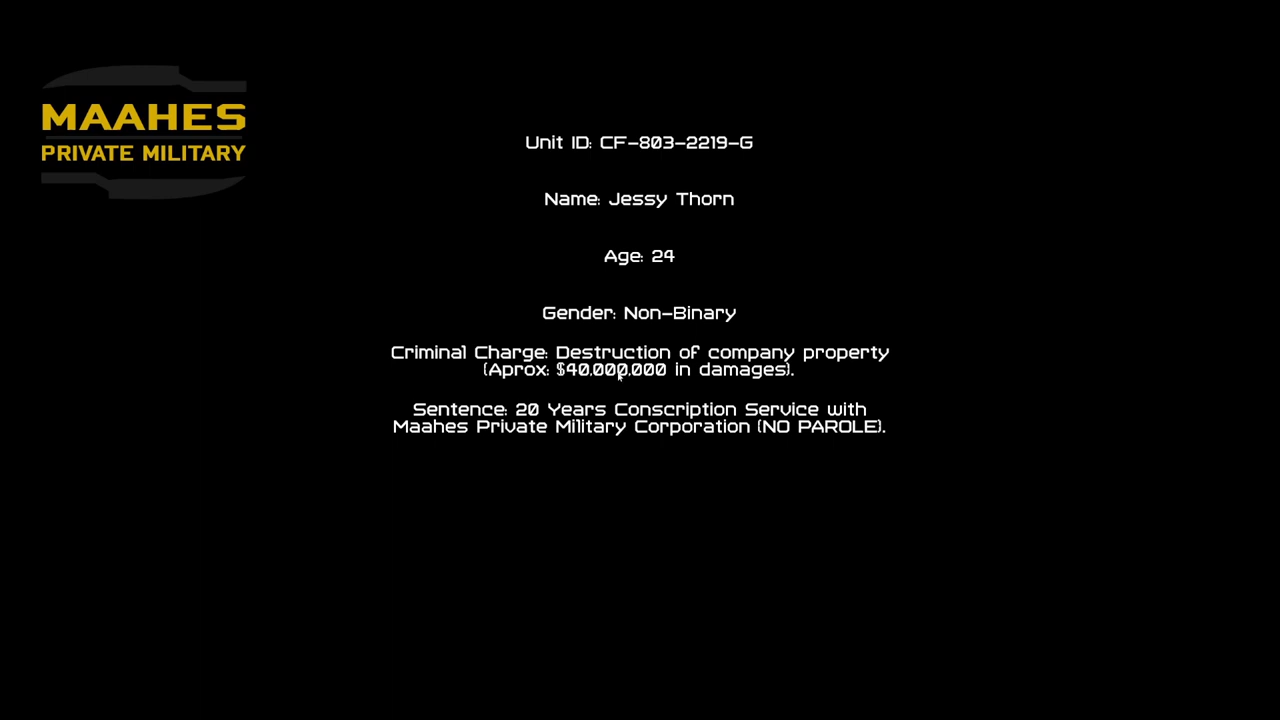 MAAHES
PRIVATE MILITARY
Unit ID: CF-803-2219-G
Name: Jessy Thorn
Age: 24
Gender: Non-Binary
Criminal Charge: Destruction of company property
(Aprox: $40,000,000 in damages).
Sentence: 20 Years Conscription Service with
Maahes Private Military Corporation (NO PAROLE).